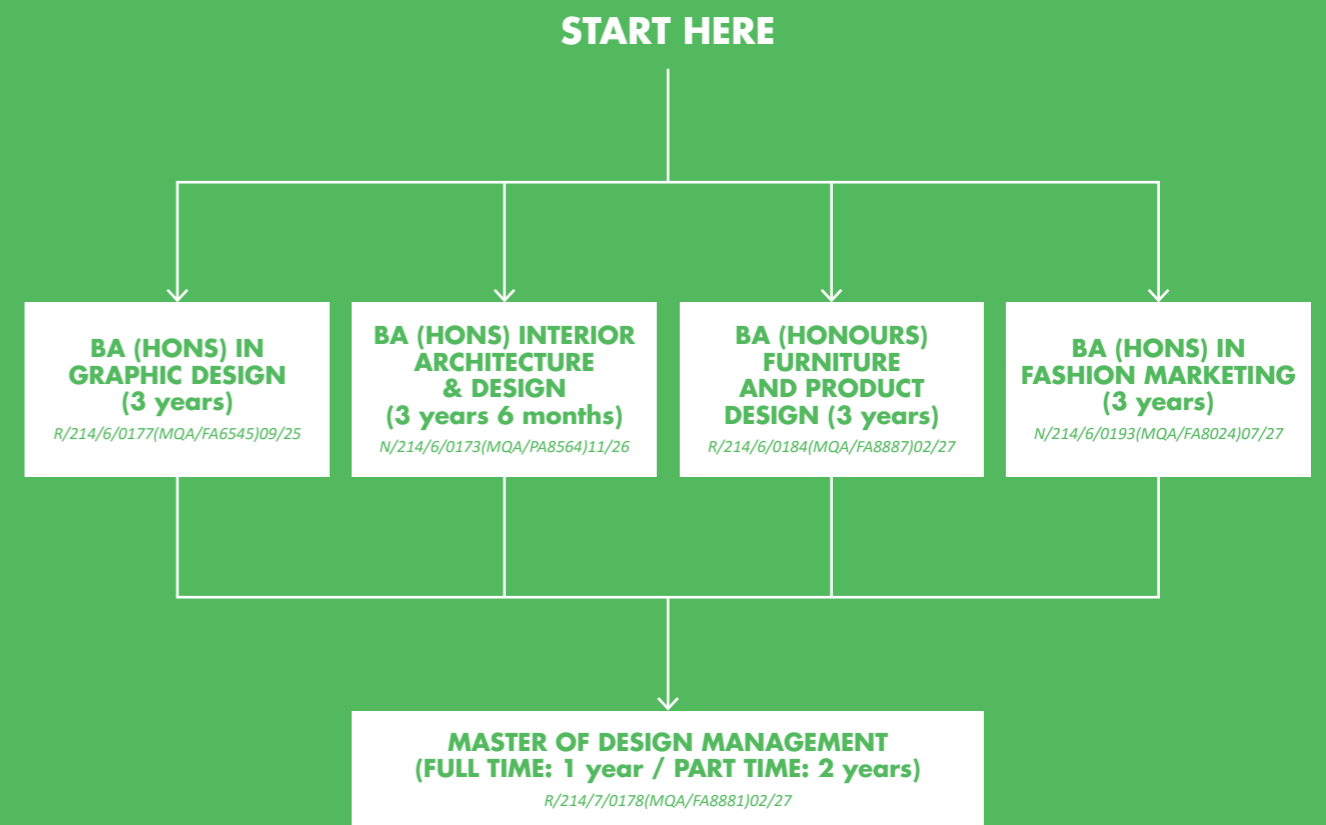 START HERE
BA (HONS) IN
GRAPHIC DESIGN
(3 years)
R/214/6/0177(MQA/FA6545)09/25
BA (HONS) INTERIOR
ARCHITECTURE
& DESIGN
(3 years 6 months)
N/214/6/0173(MQA/PA8564)11/26
BA (HONOURS)
FURNITURE
AND PRODUCT
DESIGN (3 years)
R/214/6/0184(MQA/FA8887)02/27
BA (HONS) IN
FASHION MARKETING
(3 years)
N/214/6/0193(MQA/FA8024)07/27
MASTER OF DESIGN MANAGEMENT
(FULL TIME: 1 year / PART TIME: 2 years)
R/214/7/0178(MQA/FA8881)02/27